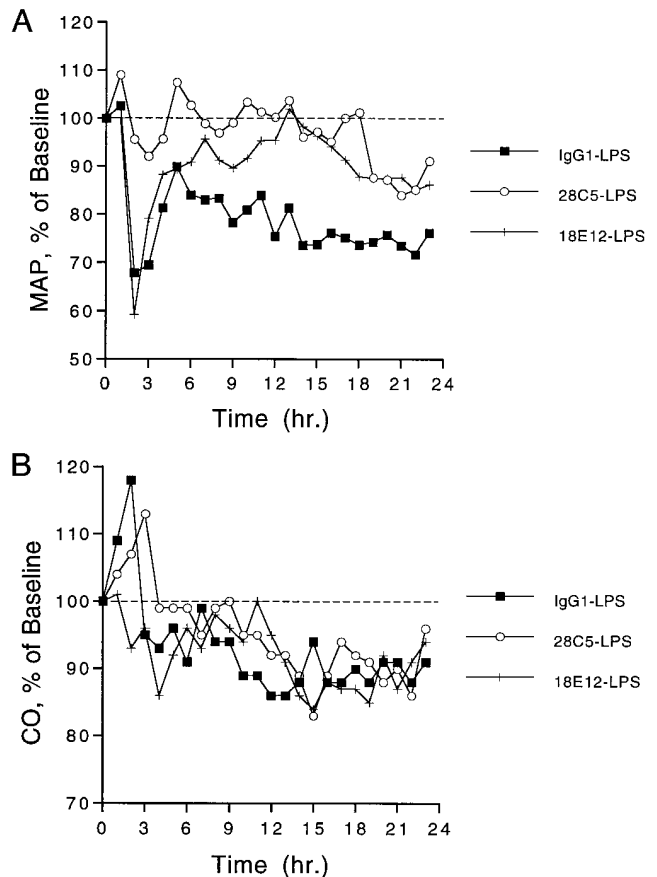 A
MAP, % of Baseline
120
110
100
90
80
70
60
50
0 3 6 9 12 15 18 21 24
Time (hr.)
IgG1-LPS
28C5-LPS
18E12-LPS
B
CO, % of Baseline
120
110
100
90
80
70
0 3 6 9 12 15 18 21 24
Time (hr.)
IgG1-LPS
28C5-LPS
18E12-LPS